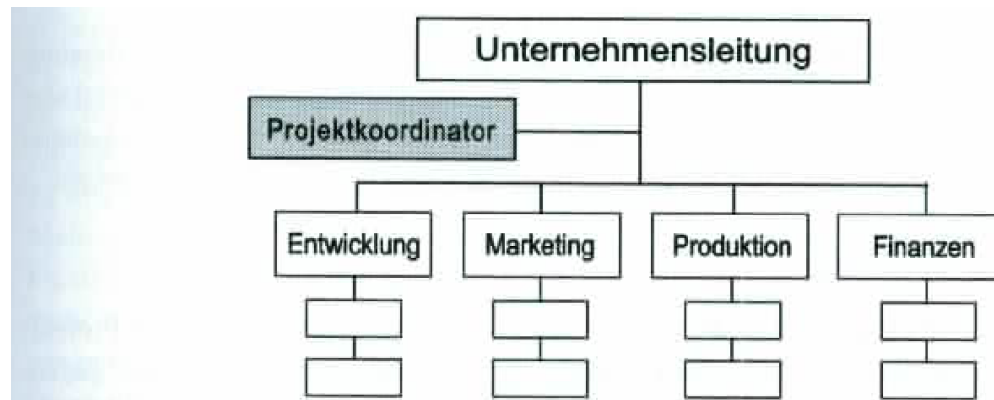 Unternehmensleitung
Projektkoordinator
Entwicklung
Marketing
Produktion
Finanzen